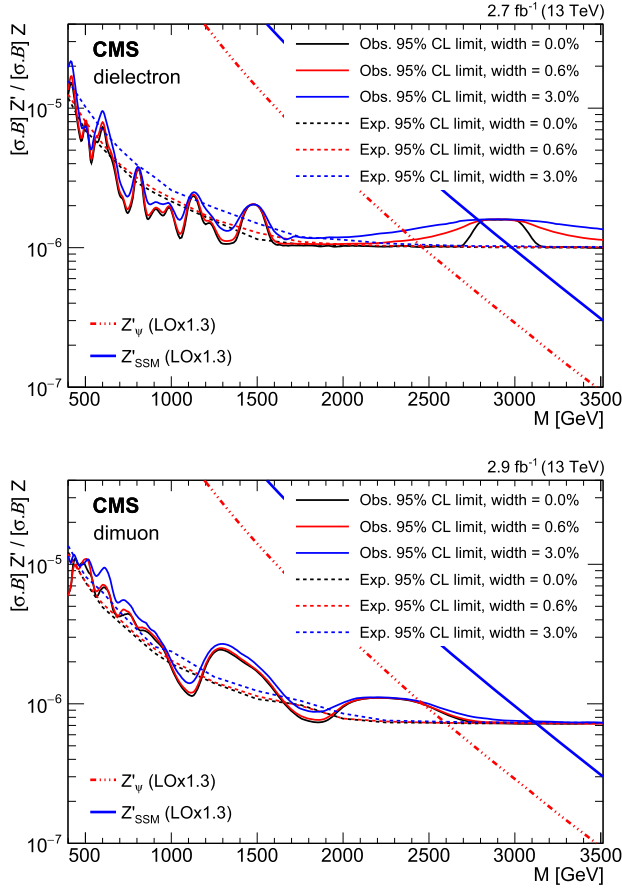 2.7 fb⁻¹ (13 TeV)
[σ.B] Z' / [σ.B] Z
CMS
dielectron
Obs. 95% CL limit, width = 0.0%
Obs. 95% CL limit, width = 0.6%
Obs. 95% CL limit, width = 3.0%
Exp. 95% CL limit, width = 0.0%
Exp. 95% CL limit, width = 0.6%
Exp. 95% CL limit, width = 3.0%
10⁻⁵
10⁻⁶
Z'ψ (LOx1.3)
Z'SSM (LOx1.3)
10⁻⁷
500 1000 1500 2000 2500 3000 3500
M [GeV]
2.9 fb⁻¹ (13 TeV)
[σ.B] Z' / [σ.B] Z
CMS
dimuon
Obs. 95% CL limit, width = 0.0%
Obs. 95% CL limit, width = 0.6%
Obs. 95% CL limit, width = 3.0%
Exp. 95% CL limit, width = 0.0%
Exp. 95% CL limit, width = 0.6%
Exp. 95% CL limit, width = 3.0%
10⁻⁵
10⁻⁶
Z'ψ (LOx1.3)
Z'SSM (LOx1.3)
10⁻⁷
500 1000 1500 2000 2500 3000 3500
M [GeV]